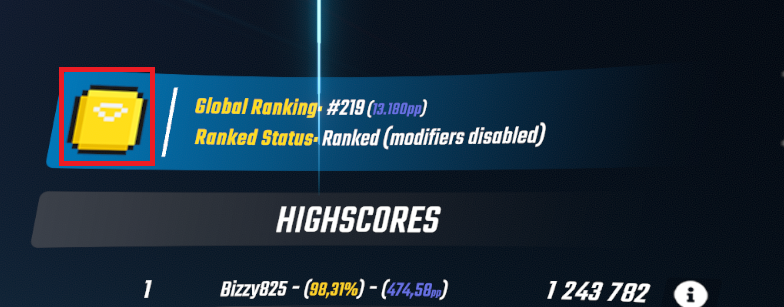 Global Ranking: #219 (13.180pp)
Ranked Status: Ranked (modifiers disabled)
HIGHSCORES
1 Bizzy825 - (98,31%) - (474,58pp) 1 243 782 i